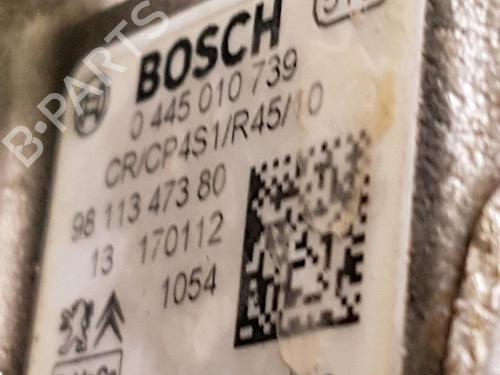 BOSCH
0 445 010 739
CR/CP4S1/R45/10
98 113 473 80
13 170112
1054
B-PARTS